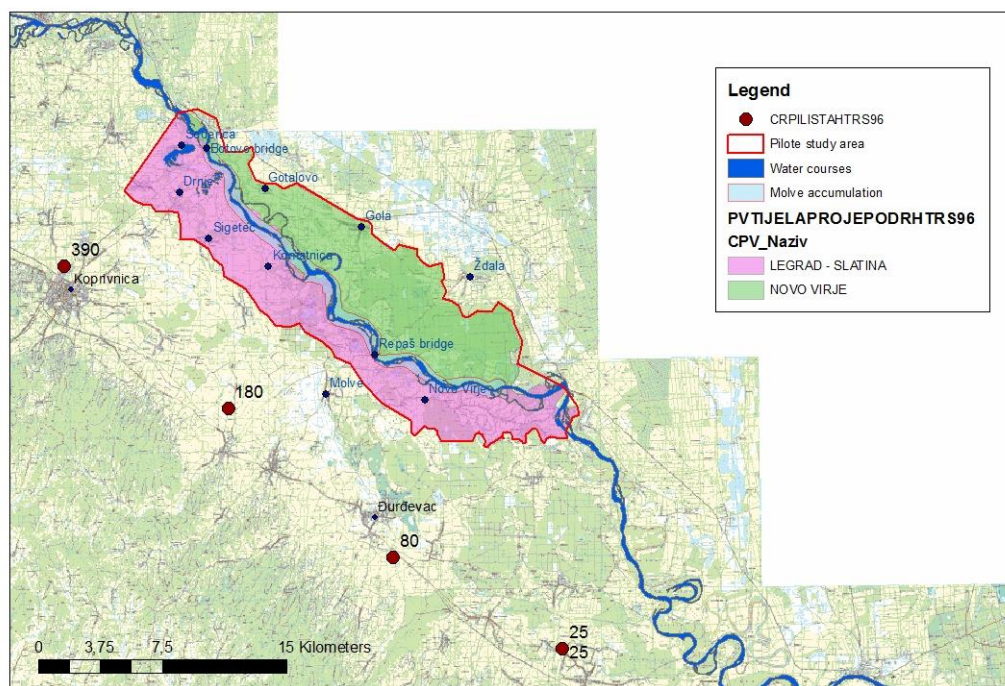 Legend
CRPILISTAHTRS96
Pilote study area
Water courses
Molve accumulation
PVTIJELAPROJEPODRHTRS96
CPV_Naziv
LEGRAD - SLATINA
NOVO VIRJE
Botovo bridge
Drnje
Gotalovo
Gola
Sigeteč
Komatnica
Ždala
390
Koprivnica
Repaš bridge
180
Molve
Novo Virje
Đurđevac
80
25
25
0 3,75 7,5 15 Kilometers